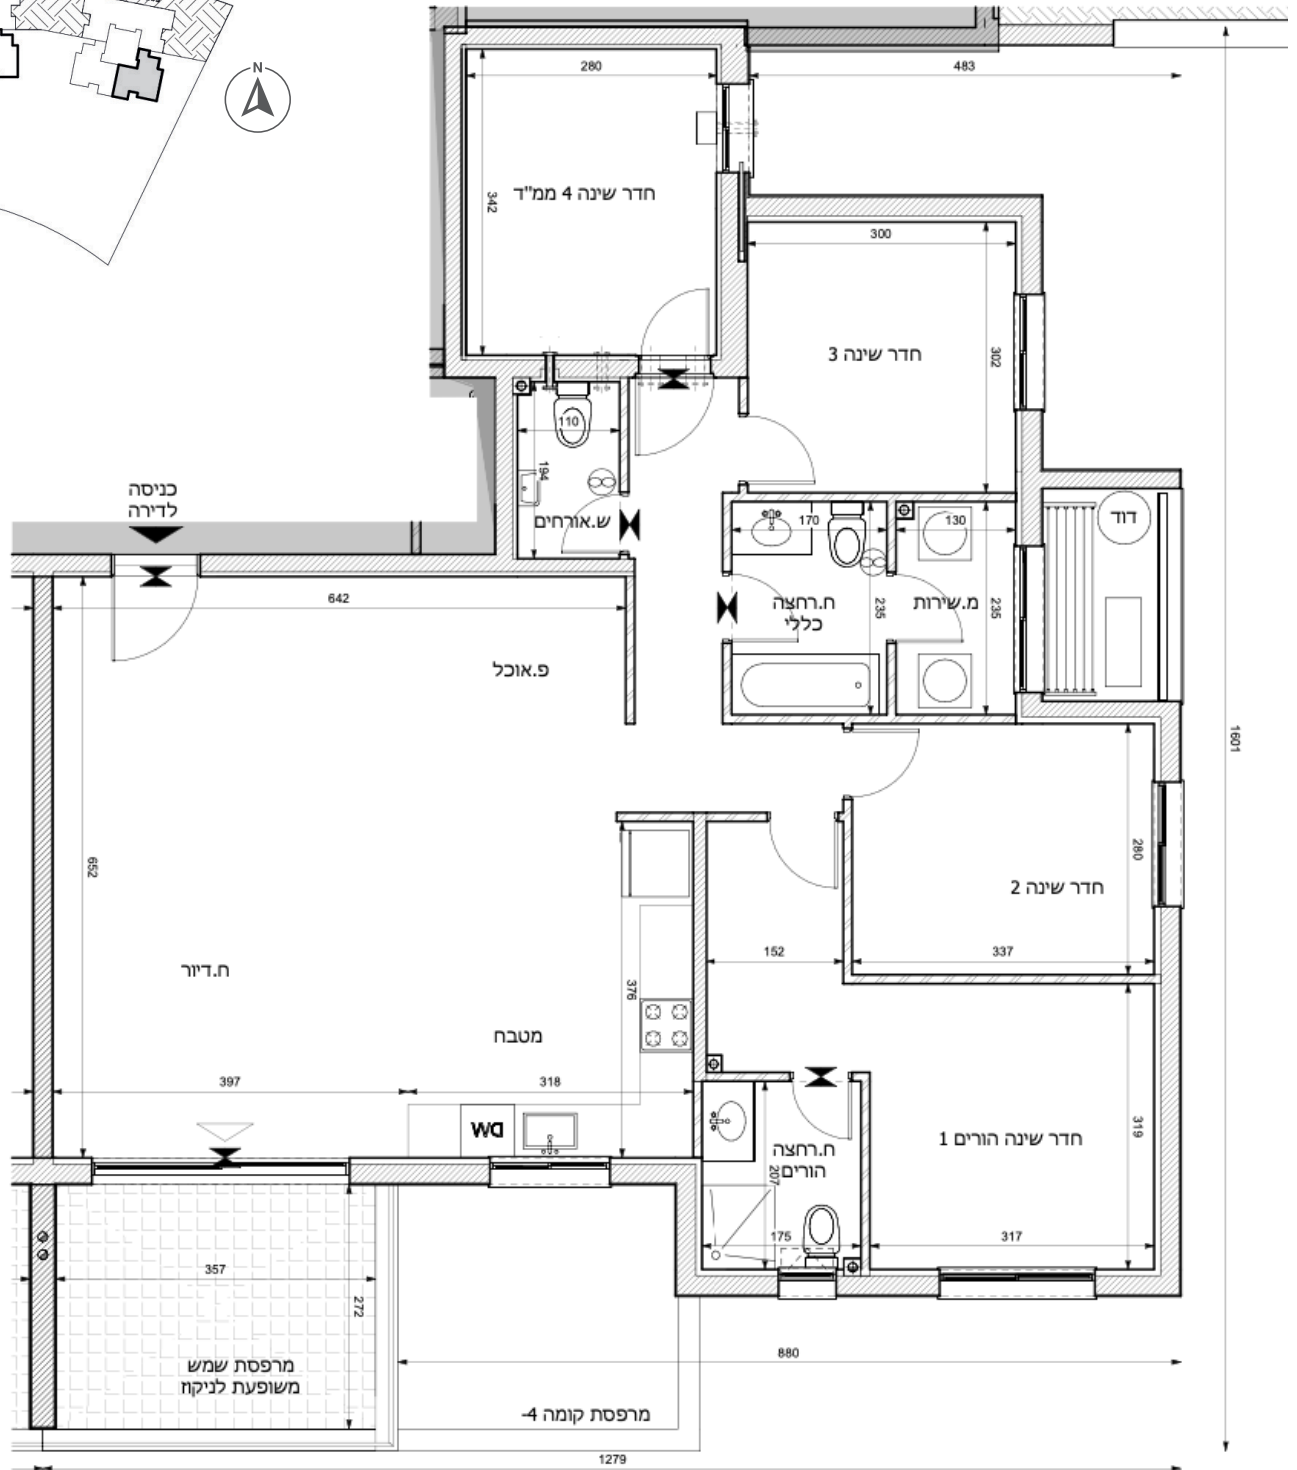 N
280
483
342
חדר שינה 4 ממ"ד
300
302
חדר שינה 3
110
194
ש.אורחים
כניסה
לדירה
170
130
דוד
ח.רחצה
כללי
235
מ.שירות
235
642
פ.אוכל
1601
652
280
חדר שינה 2
152
337
ח.דיור
376
מטבח
397
318
DW
319
חדר שינה הורים 1
ח.רחצה
הורים
207
175
317
357
272
מרפסת שמש
משופעת לניקוז
880
מרפסת קומה 4-
1279